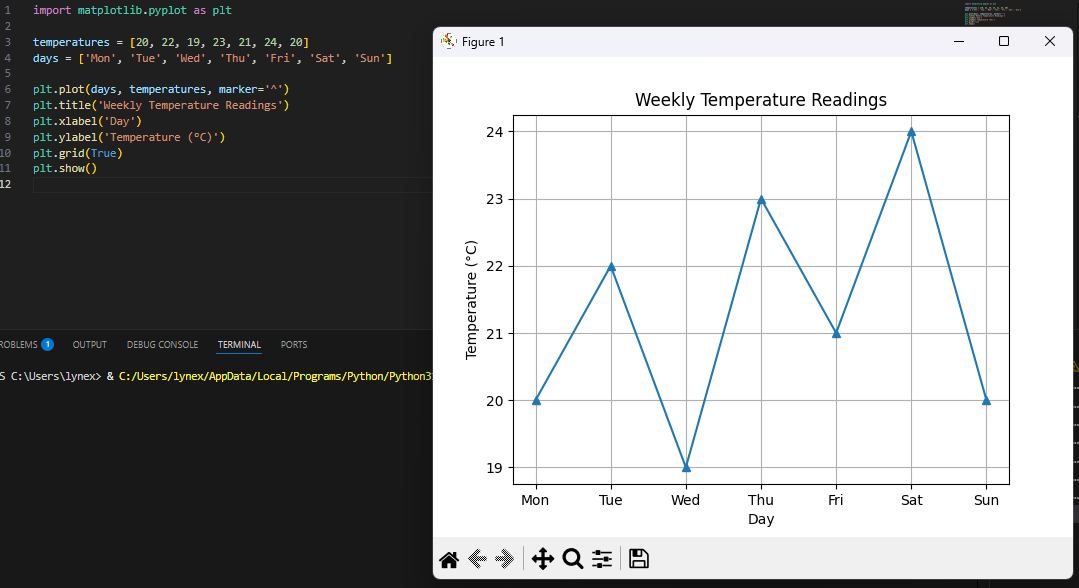 1 import matplotlib.pyplot as plt
2
3 temperatures = [20, 22, 19, 23, 21, 24, 20]
4 days = ['Mon', 'Tue', 'Wed', 'Thu', 'Fri', 'Sat', 'Sun']
5
6 plt.plot(days, temperatures, marker='^')
7 plt.title('Weekly Temperature Readings')
8 plt.xlabel('Day')
9 plt.ylabel('Temperature (°C)')
10 plt.grid(True)
11 plt.show()
12
ROBLEMS 1 OUTPUT DEBUG CONSOLE TERMINAL PORTS
S C:\Users\lynex> & C:/Users/lynex/AppData/Local/Programs/Python/Python3
Figure 1
Weekly Temperature Readings
Temperature (°C)
24
23
22
21
20
19
Mon Tue Wed Thu Fri Sat Sun
Day